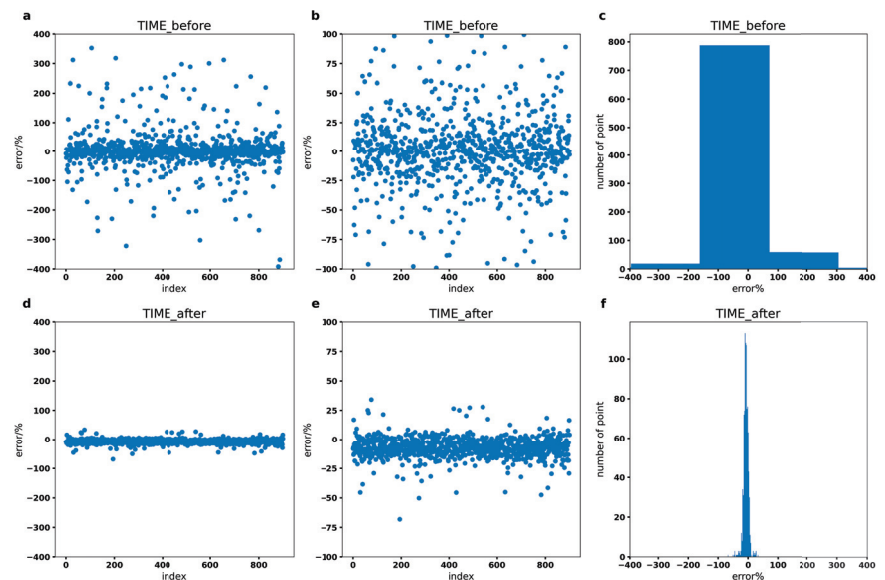 a
TIME_before
400
300
200
100
0
−100
−200
−300
−400
error/%
0 200 400 600 800
index
b
TIME_before
100
75
50
25
0
−25
−50
−75
−100
error/%
0 200 400 600 800
index
c
TIME_before
800
700
600
500
400
300
200
100
0
number of point
−400 −300 −200 −100 0 100 200 300 400
error%
d
TIME_after
400
300
200
100
0
−100
−200
−300
−400
error/%
0 200 400 600 800
index
e
TIME_after
100
75
50
25
0
−25
−50
−75
−100
error/%
0 200 400 600 800
index
f
TIME_after
100
80
60
40
20
0
number of point
−400 −300 −200 −100 0 100 200 300 400
error%